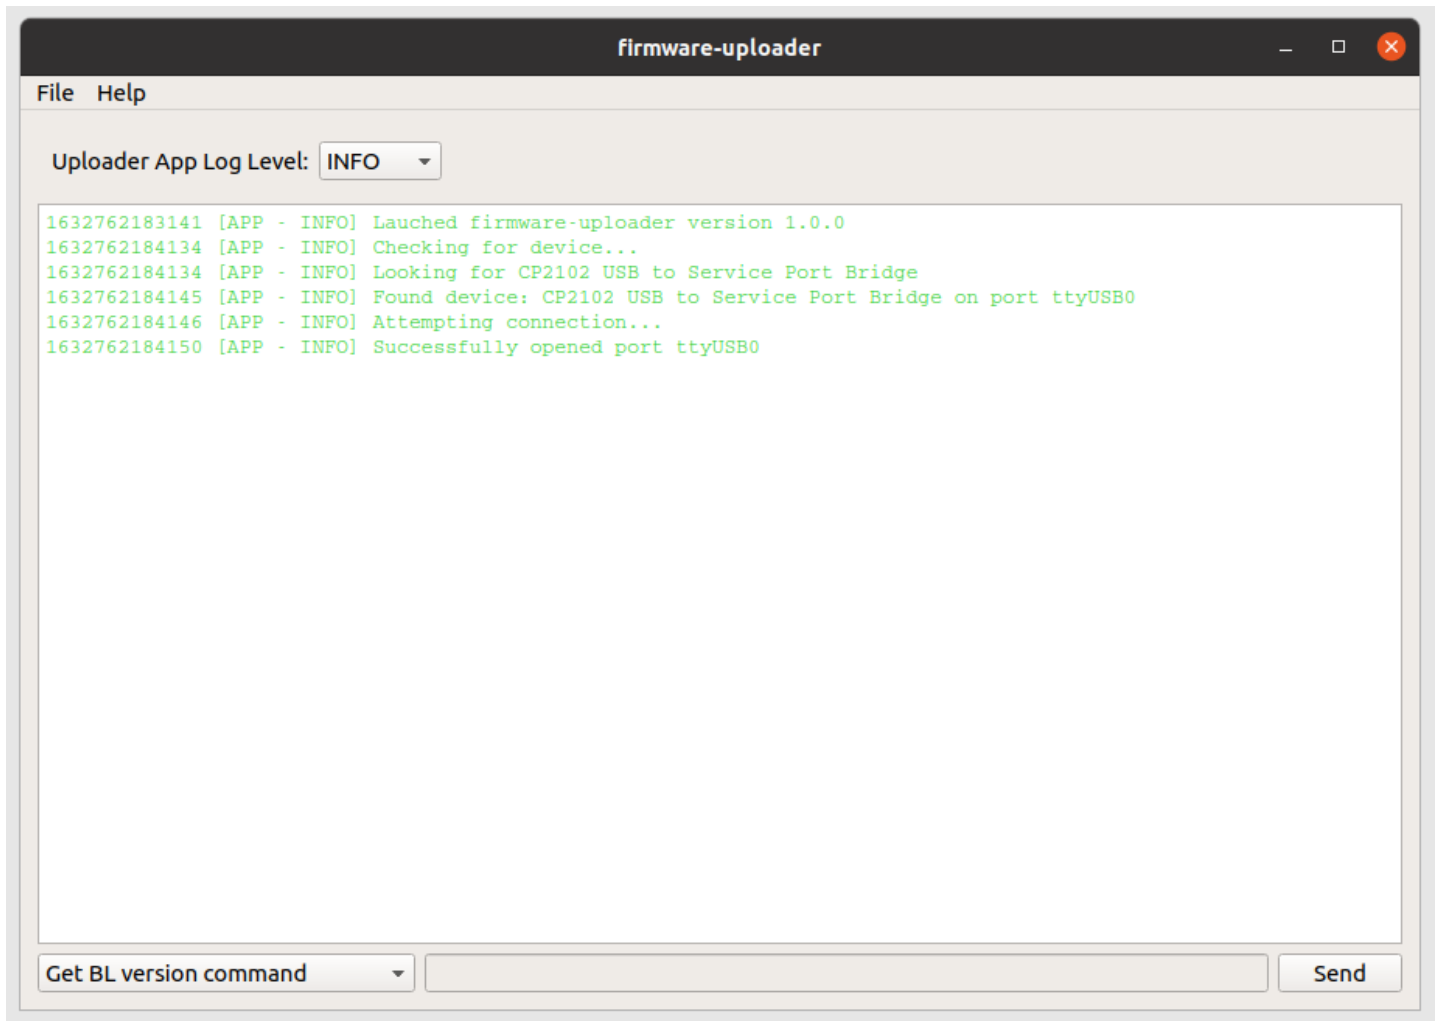 firmware-uploader
File Help
Uploader App Log Level: INFO
1632762183141 [APP - INFO] Lauched firmware-uploader version 1.0.0
1632762184134 [APP - INFO] Checking for device...
1632762184134 [APP - INFO] Looking for CP2102 USB to Service Port Bridge
1632762184145 [APP - INFO] Found device: CP2102 USB to Service Port Bridge on port ttyUSB0
1632762184146 [APP - INFO] Attempting connection...
1632762184150 [APP - INFO] Successfully opened port ttyUSB0
Get BL version command Send